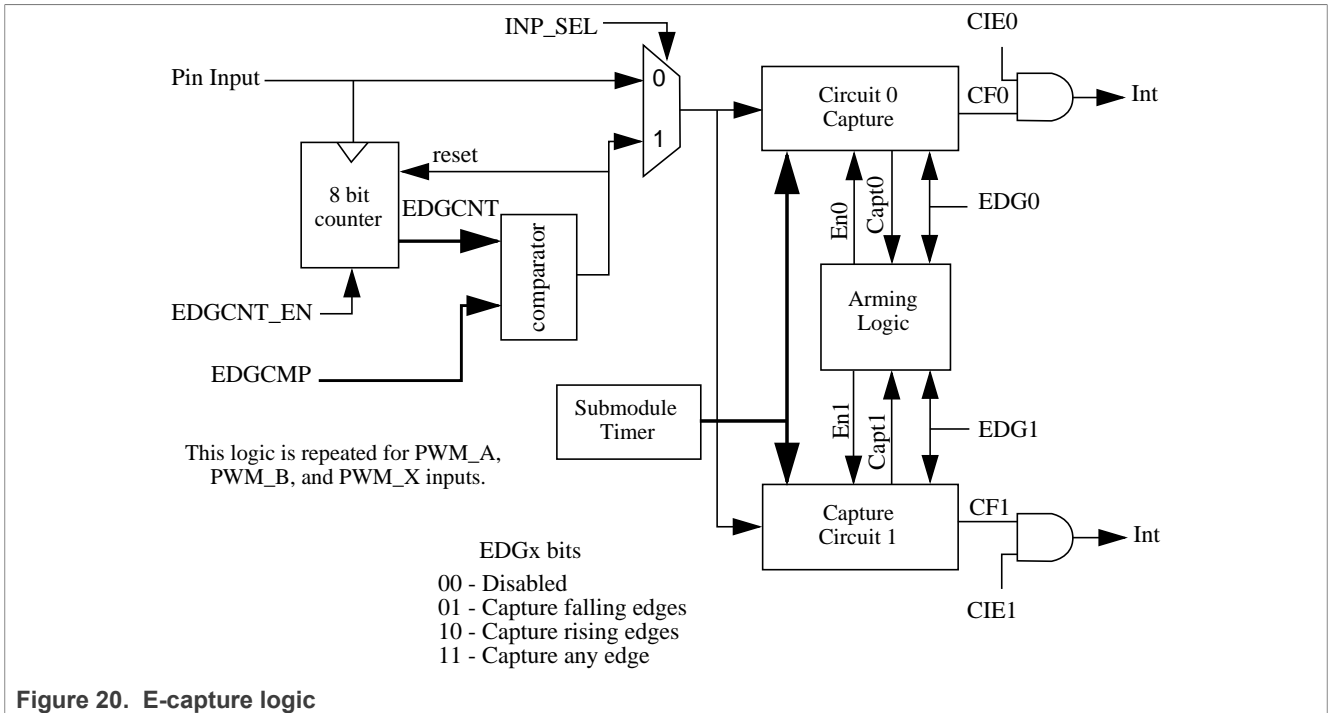 INP_SEL
CIE0
Pin Input
0
Circuit 0
Capture
CF0
Int
1
reset
8 bit
counter
EDGCNT
comparator
En0
Capt0
EDG0
EDGCNT_EN
Arming
Logic
EDGCMP
Submodule
Timer
En1
Capt1
EDG1
This logic is repeated for PWM_A,
PWM_B, and PWM_X inputs.
Capture
Circuit 1
CF1
Int
CIE1
EDGx bits
00 - Disabled
01 - Capture falling edges
10 - Capture rising edges
11 - Capture any edge
Figure 20. E-capture logic